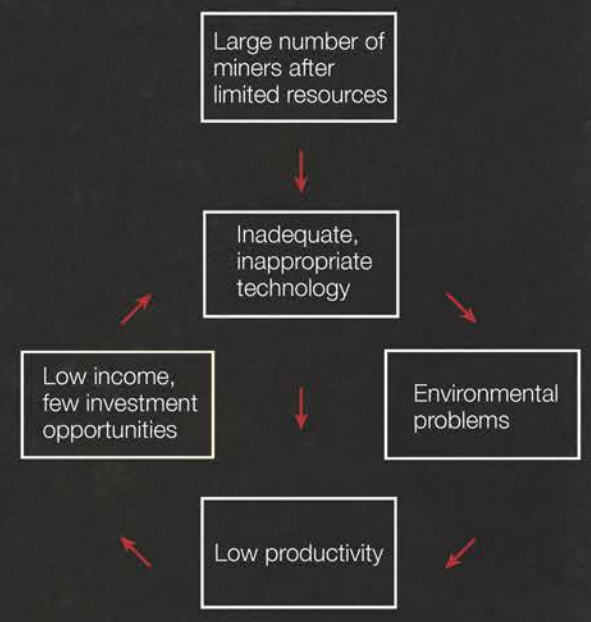 Large number of
miners after
limited resources
Inadequate,
inappropriate
technology
Low income,
few investment
opportunities
Environmental
problems
Low productivity